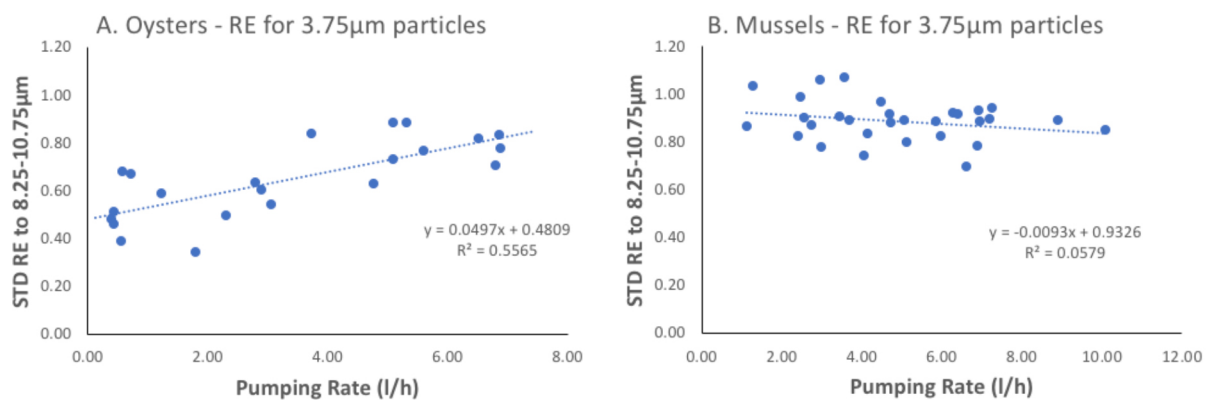 A. Oysters - RE for 3.75µm particles
STD RE to 8.25-10.75µm
1.20
1.00
0.80
0.60
0.40
0.20
0.00
y = 0.0497x + 0.4809
R² = 0.5565
0.00 2.00 4.00 6.00 8.00
Pumping Rate (l/h)
B. Mussels - RE for 3.75µm particles
STD RE to 8.25-10.75µm
1.20
1.00
0.80
0.60
0.40
0.20
0.00
y = -0.0093x + 0.9326
R² = 0.0579
0.00 2.00 4.00 6.00 8.00 10.00 12.00
Pumping Rate (l/h)